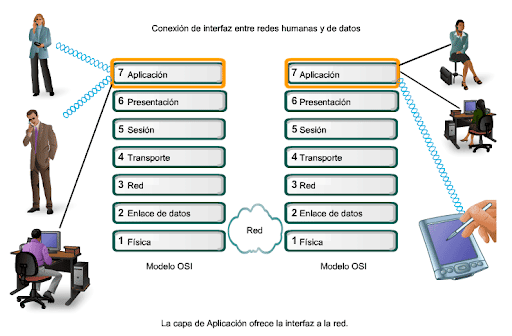 Conexión de interfaz entre redes humanas y de datos
7 Aplicación
6 Presentación
5 Sesión
4 Transporte
3 Red
2 Enlace de datos
1 Física
Modelo OSI
Red
7 Aplicación
6 Presentación
5 Sesión
4 Transporte
3 Red
2 Enlace de datos
1 Física
Modelo OSI
La capa de Aplicación ofrece la interfaz a la red.